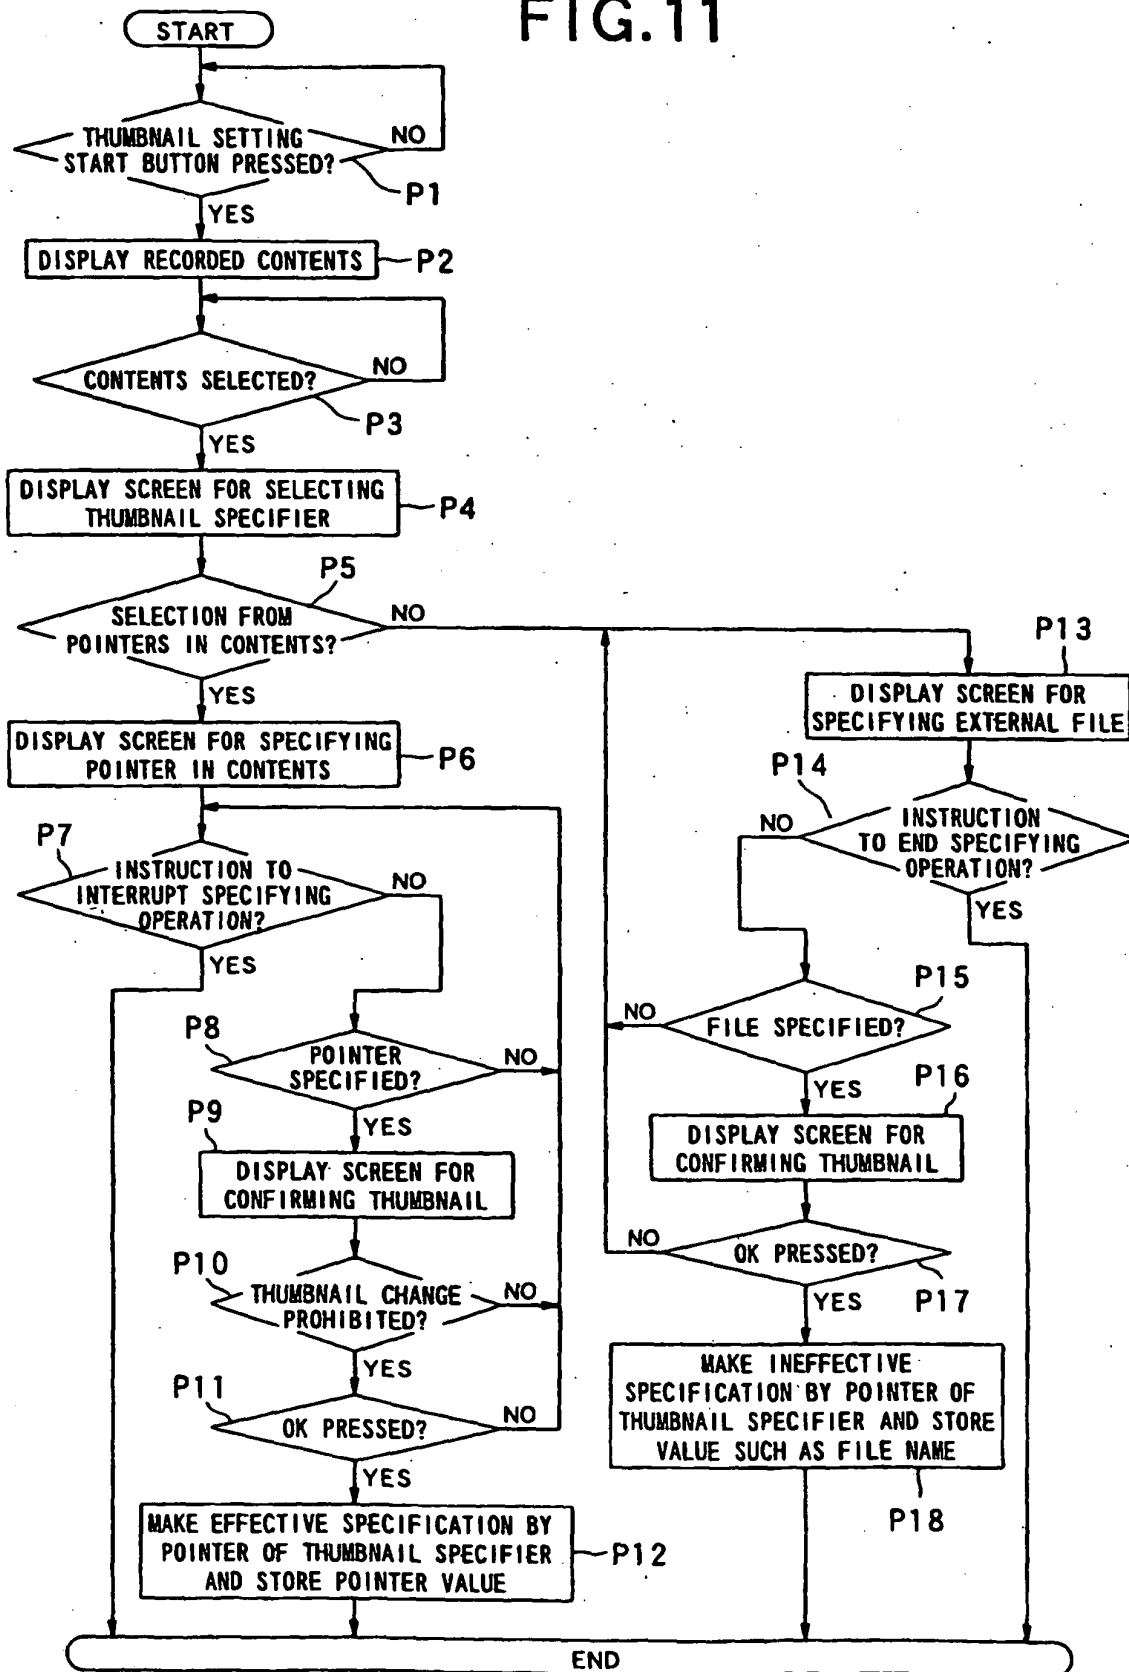 FIG.11
START
THUMBNAIL SETTING
START BUTTON PRESSED?
NO
P1
YES
DISPLAY RECORDED CONTENTS
P2
CONTENTS SELECTED?
NO
P3
YES
DISPLAY SCREEN FOR SELECTING
THUMBNAIL SPECIFIER
P4
P5
SELECTION FROM
POINTERS IN CONTENTS?
NO
YES
DISPLAY SCREEN FOR SPECIFYING
POINTER IN CONTENTS
P6
P7
INSTRUCTION TO
INTERRUPT SPECIFYING
OPERATION?
NO
YES
P8
POINTER
SPECIFIED?
NO
YES
P9
DISPLAY SCREEN FOR
CONFIRMING THUMBNAIL
P10
THUMBNAIL CHANGE
PROHIBITED?
NO
YES
P11
OK PRESSED?
NO
YES
MAKE EFFECTIVE SPECIFICATION BY
POINTER OF THUMBNAIL SPECIFIER
AND STORE POINTER VALUE
P12
P13
DISPLAY SCREEN FOR
SPECIFYING EXTERNAL FILE
P14
INSTRUCTION
TO END SPECIFYING
OPERATION?
NO
YES
P15
FILE SPECIFIED?
NO
YES
P16
DISPLAY SCREEN FOR
CONFIRMING THUMBNAIL
OK PRESSED?
NO
P17
YES
MAKE INEFFECTIVE
SPECIFICATION BY POINTER OF
THUMBNAIL SPECIFIER AND STORE
VALUE SUCH AS FILE NAME
P18
END